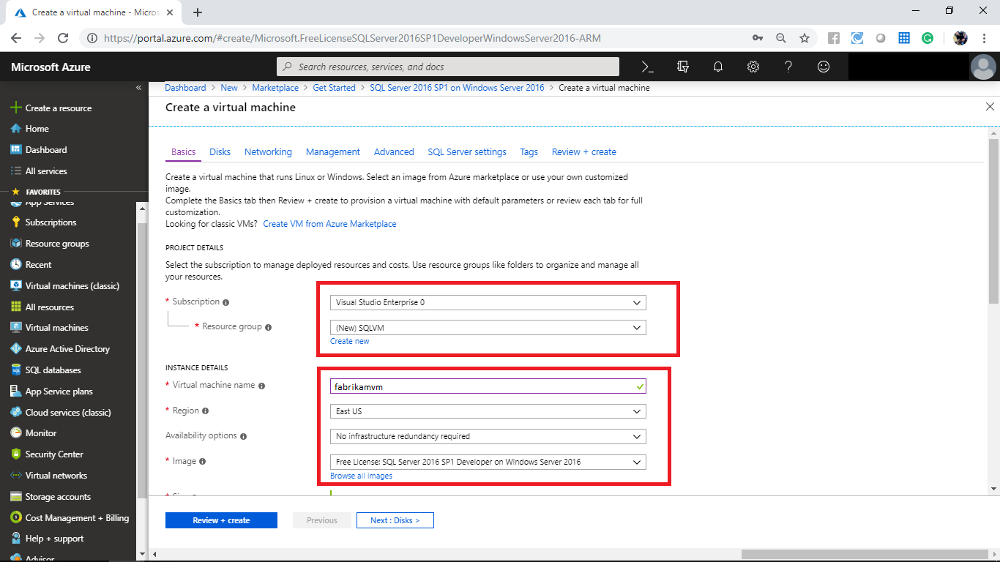 Create a virtual machine - Micros
https://portal.azure.com/#create/Microsoft.FreeLicenseSQLServer2016SP1DeveloperWindowsServer2016-ARM
Microsoft Azure
Search resources, services, and docs
Create a resource
Home
Dashboard
All services
FAVORITES
App Services
Subscriptions
Resource groups
Recent
Virtual machines (classic)
All resources
Virtual machines
Azure Active Directory
SQL databases
App Service plans
Cloud services (classic)
Monitor
Security Center
Virtual networks
Storage accounts
Cost Management + Billing
Help + support
Advisor
Dashboard > New > Marketplace > Get Started > SQL Server 2016 SP1 on Windows Server 2016 > Create a virtual machine
Create a virtual machine
Basics Disks Networking Management Advanced SQL Server settings Tags Review + create
Create a virtual machine that runs Linux or Windows. Select an image from Azure marketplace or use your own customized
image.
Complete the Basics tab then Review + create to provision a virtual machine with default parameters or review each tab for full
customization.
Looking for classic VMs? Create VM from Azure Marketplace
PROJECT DETAILS
Select the subscription to manage deployed resources and costs. Use resource groups like folders to organize and manage all
your resources.
* Subscription Visual Studio Enterprise 0
* Resource group (New) SQLVM
Create new
INSTANCE DETAILS
* Virtual machine name fabrikamvm
* Region East US
Availability options No infrastructure redundancy required
* Image Free License: SQL Server 2016 SP1 Developer on Windows Server 2016
Browse all images
Review + create Previous Next : Disks >